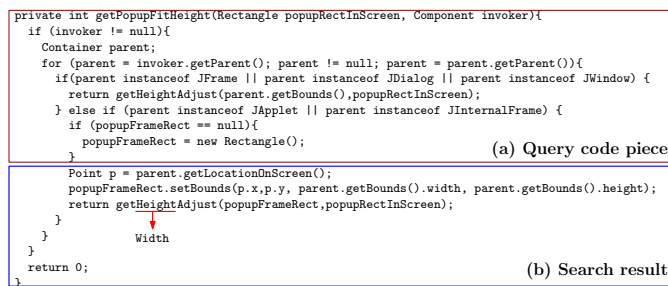 private int getPopupFitHeight(Rectangle popupRectInScreen, Component invoker){
  if (invoker != null){
    Container parent;
    for (parent = invoker.getParent(); parent != null; parent = parent.getParent()){
      if(parent instanceof JFrame || parent instanceof JDialog || parent instanceof JWindow) {
        return getHeightAdjust(parent.getBounds(),popupRectInScreen);
      } else if (parent instanceof JApplet || parent instanceof JInternalFrame) {
        if (popupFrameRect == null){
          popupFrameRect = new Rectangle();
        }
(a) Query code piece
        Point p = parent.getLocationOnScreen();
        popupFrameRect.setBounds(p.x,p.y, parent.getBounds().width, parent.getBounds().height);
        return getHeightAdjust(popupFrameRect,popupRectInScreen);
      }
    }
Width
  }
  return 0;
(b) Search result
}